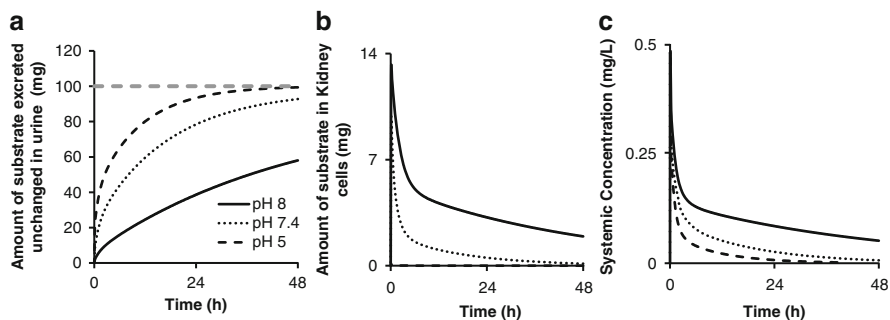 a
Amount of substrate excreted
unchanged in urine (mg)
120
100
80
60
40
20
0
0
24
48
Time (h)
pH 8
pH 7.4
pH 5
b
Amount of substrate in Kidney
cells (mg)
14
7
0
0
24
48
Time (h)
c
Systemic Concentration (mg/L)
0.5
0.25
0
0
24
48
Time (h)